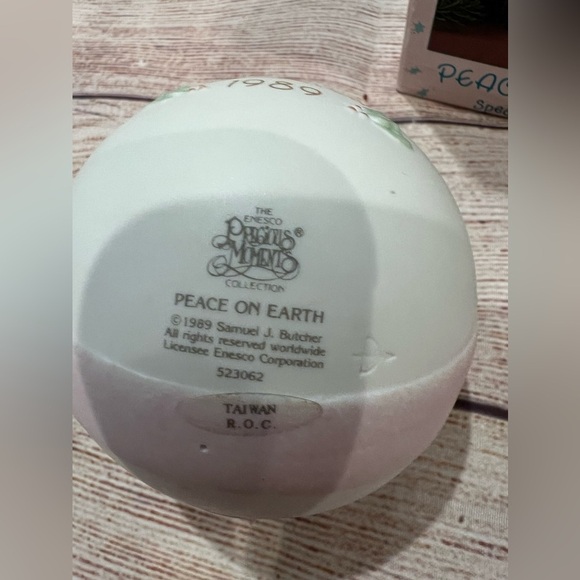 1989
THE
ENESCO
PRECIOUS®
MOMENTS
COLLECTION
PEACE ON EARTH
©1989 Samuel J. Butcher
All rights reserved worldwide
Licensee Enesco Corporation
523062
TAIWAN
R.O.C.
PEAC
Spe